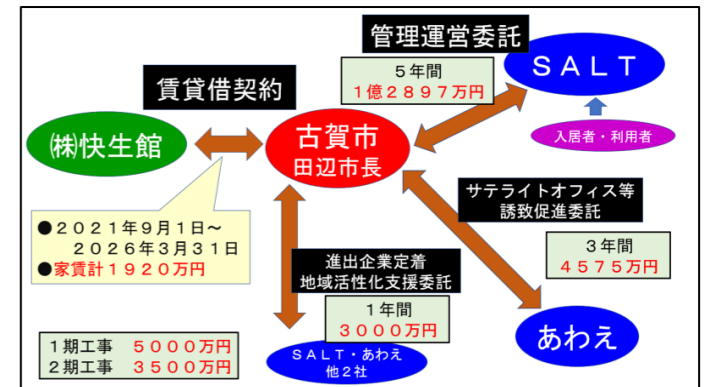 管理運営委託
５年間
１億２８９７万円
ＳＡＬＴ
入居者・利用者
賃貸借契約
㈱快生館
古賀市
田辺市長
●２０２１年９月１日～
２０２６年３月３１日
●家賃計１９２０万円
サテライトオフィス等
誘致促進委託
３年間
４５７５万円
進出企業定着
地域活性化支援委託
１年間
３０００万円
あわえ
１期工事　５０００万円
２期工事　３５００万円
ＳＡＬＴ・あわえ
他２社